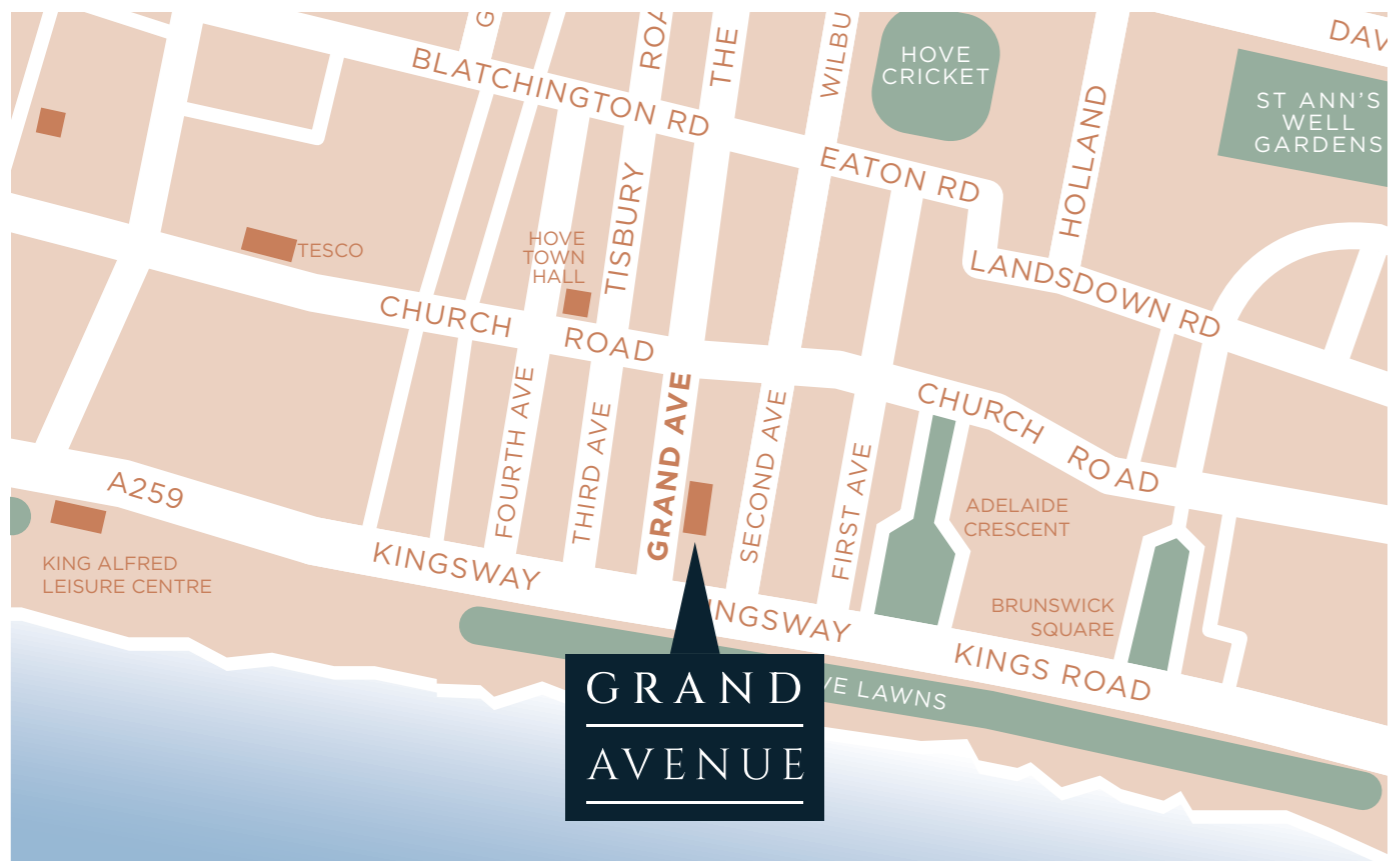 G
ROA
THE
WILBU
HOVE
CRICKET
DAV
BLATCHINGTON RD
ST ANN'S
WELL
GARDENS
HOLLAND
EATON RD
TISBURY
TESCO
HOVE
TOWN
HALL
LANDSDOWN RD
CHURCH ROAD
FOURTH AVE
THIRD AVE
GRAND AVE
SECOND AVE
FIRST AVE
CHURCH ROAD
A259
ADELAIDE
CRESCENT
KING ALFRED
LEISURE CENTRE
KINGSWAY
INGSWAY
BRUNSWICK
SQUARE
KINGS ROAD
VE LAWNS
GRAND
AVENUE